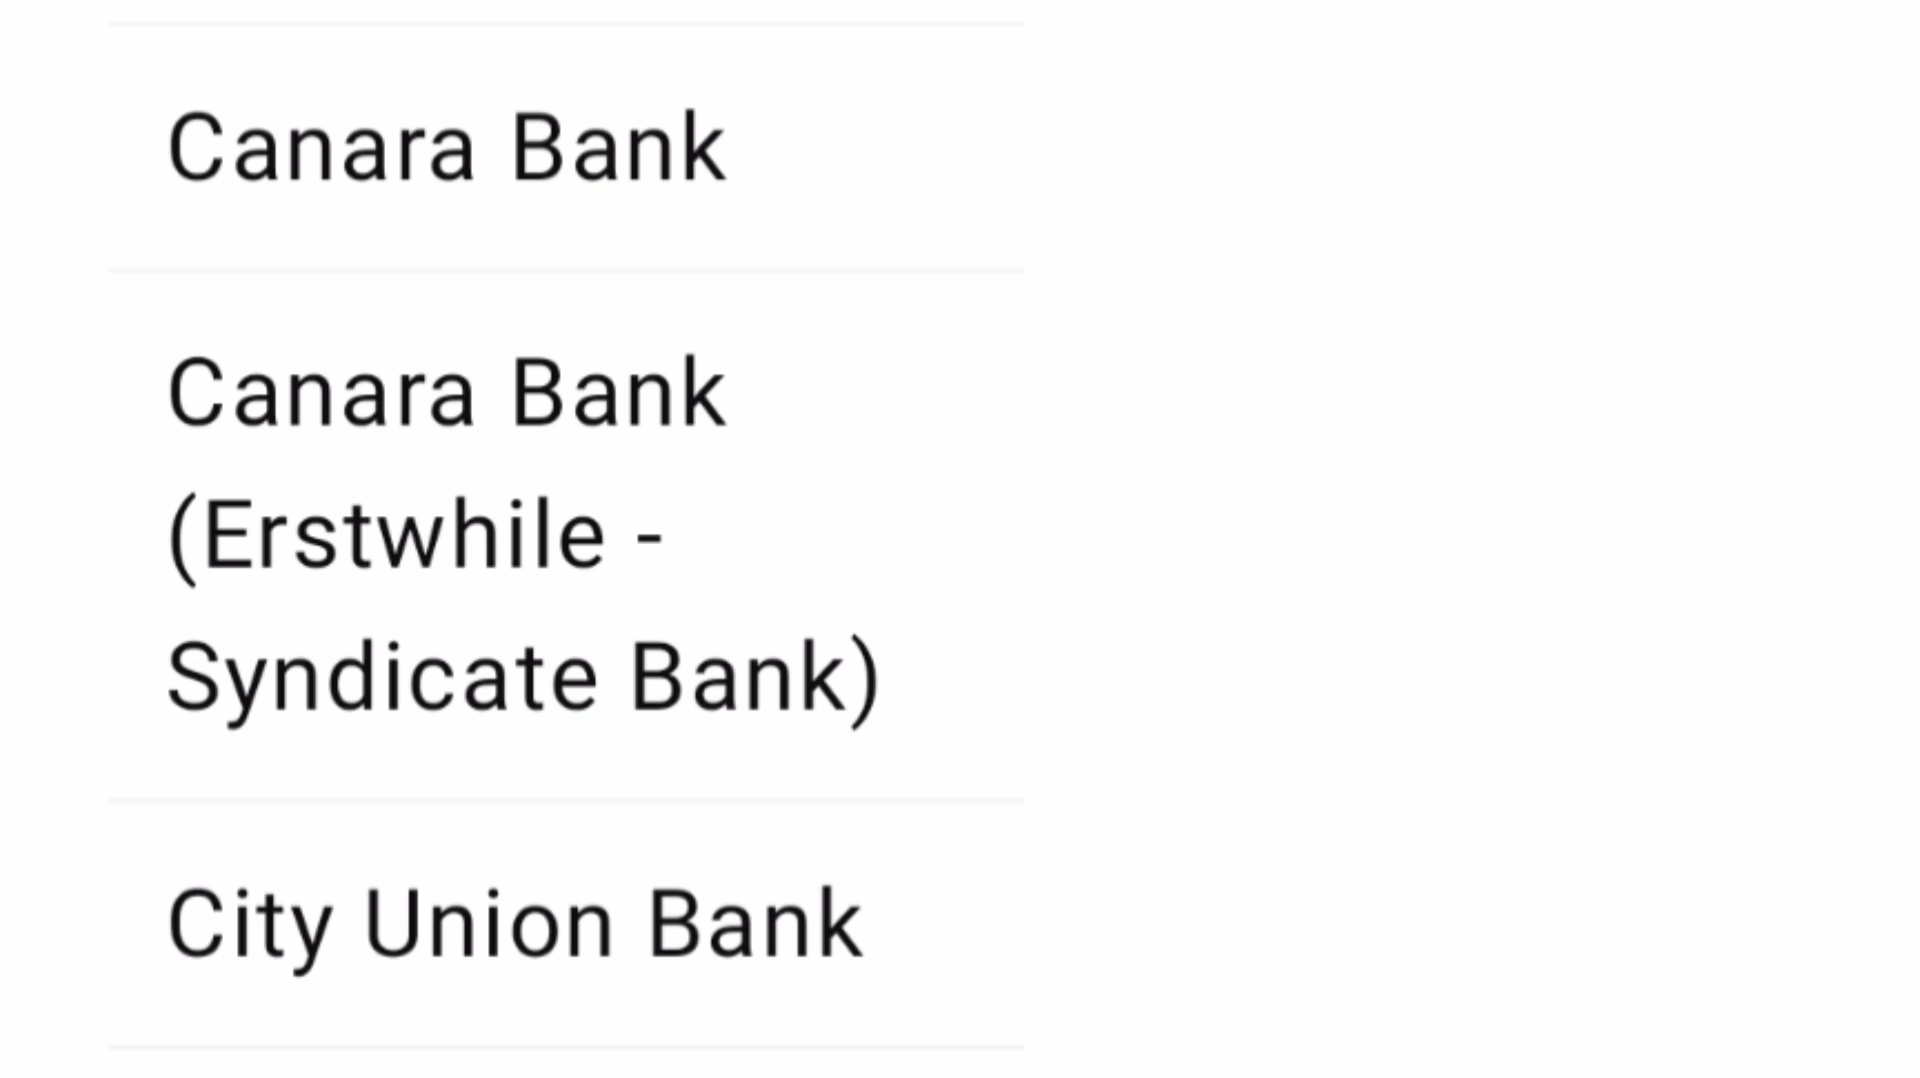 Canara Bank
Canara Bank
(Erstwhile -
Syndicate Bank)
City Union Bank